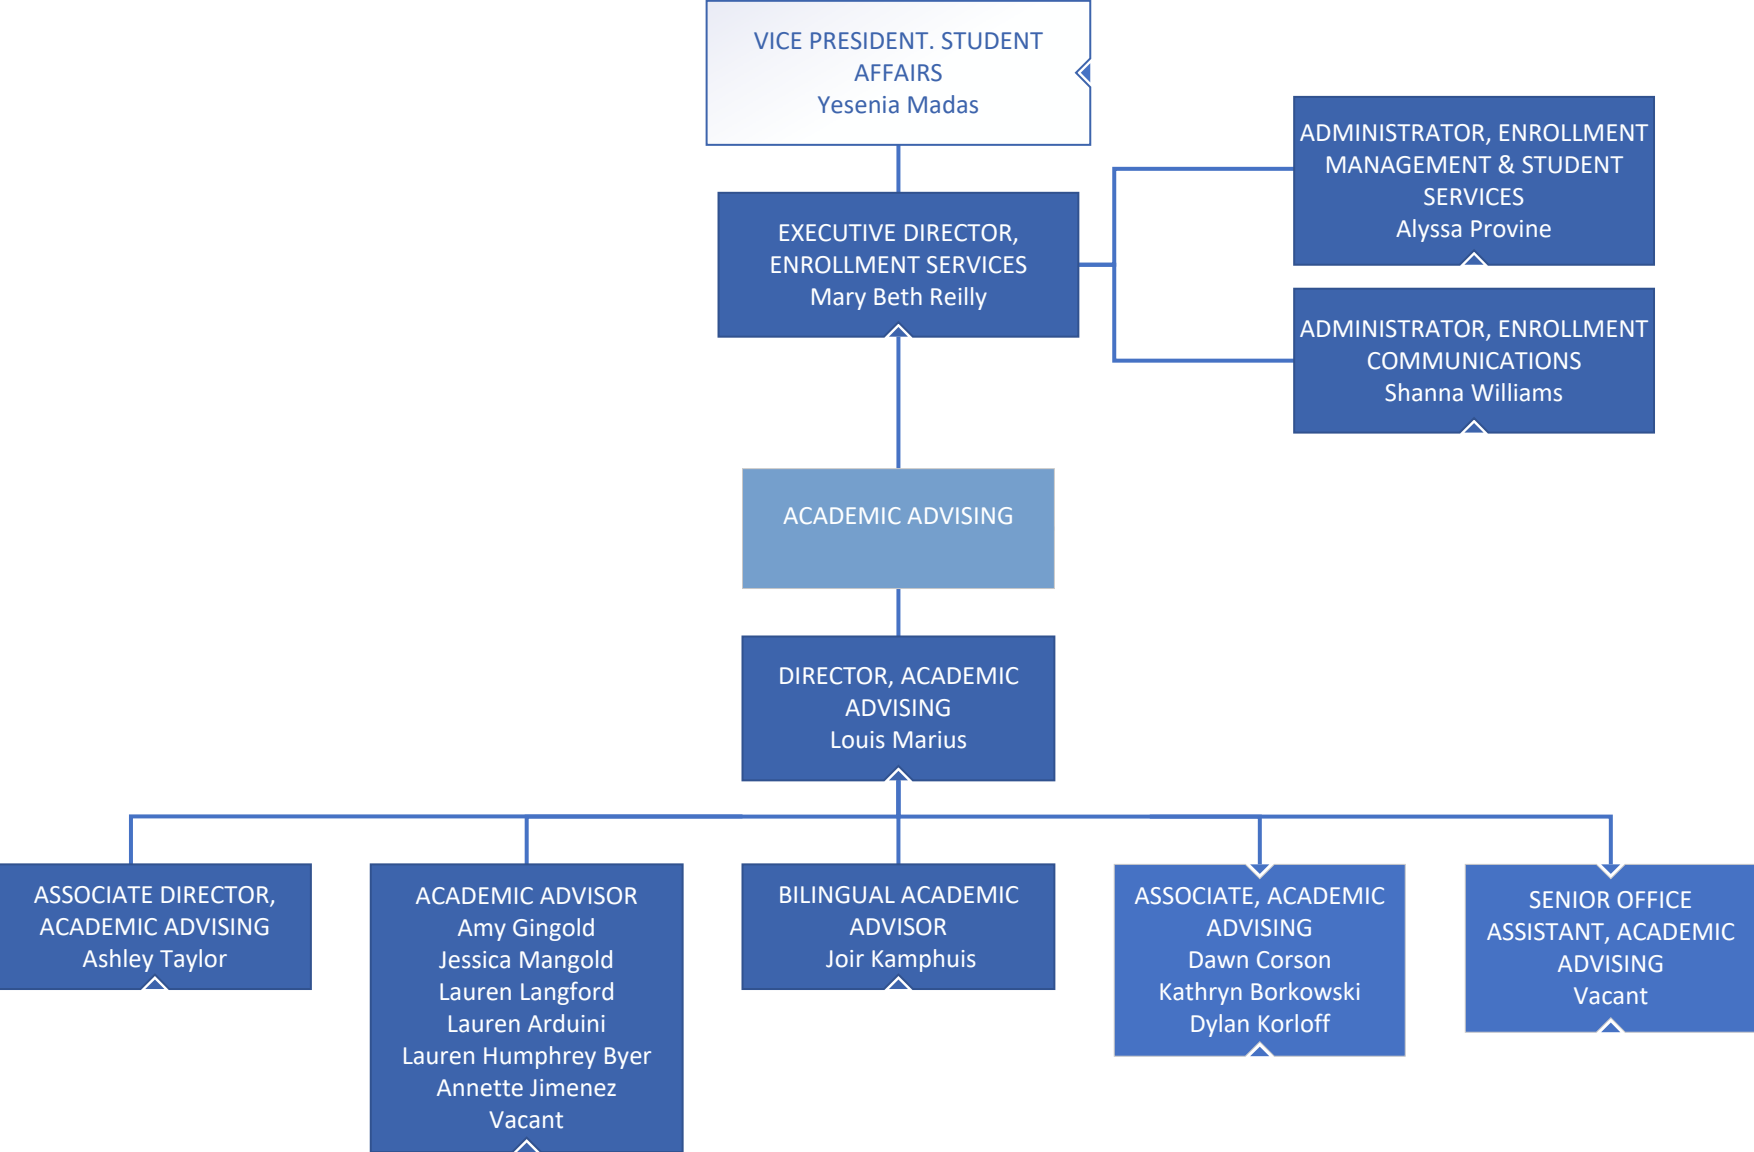 VICE PRESIDENT. STUDENT
AFFAIRS
Yesenia Madas
EXECUTIVE DIRECTOR,
ENROLLMENT SERVICES
Mary Beth Reilly
ADMINISTRATOR, ENROLLMENT
MANAGEMENT & STUDENT
SERVICES
Alyssa Provine
ADMINISTRATOR, ENROLLMENT
COMMUNICATIONS
Shanna Williams
ACADEMIC ADVISING
DIRECTOR, ACADEMIC
ADVISING
Louis Marius
ASSOCIATE DIRECTOR,
ACADEMIC ADVISING
Ashley Taylor
ACADEMIC ADVISOR
Amy Gingold
Jessica Mangold
Lauren Langford
Lauren Arduini
Lauren Humphrey Byer
Annette Jimenez
Vacant
BILINGUAL ACADEMIC
ADVISOR
Joir Kamphuis
ASSOCIATE, ACADEMIC
ADVISING
Dawn Corson
Kathryn Borkowski
Dylan Korloff
SENIOR OFFICE
ASSISTANT, ACADEMIC
ADVISING
Vacant